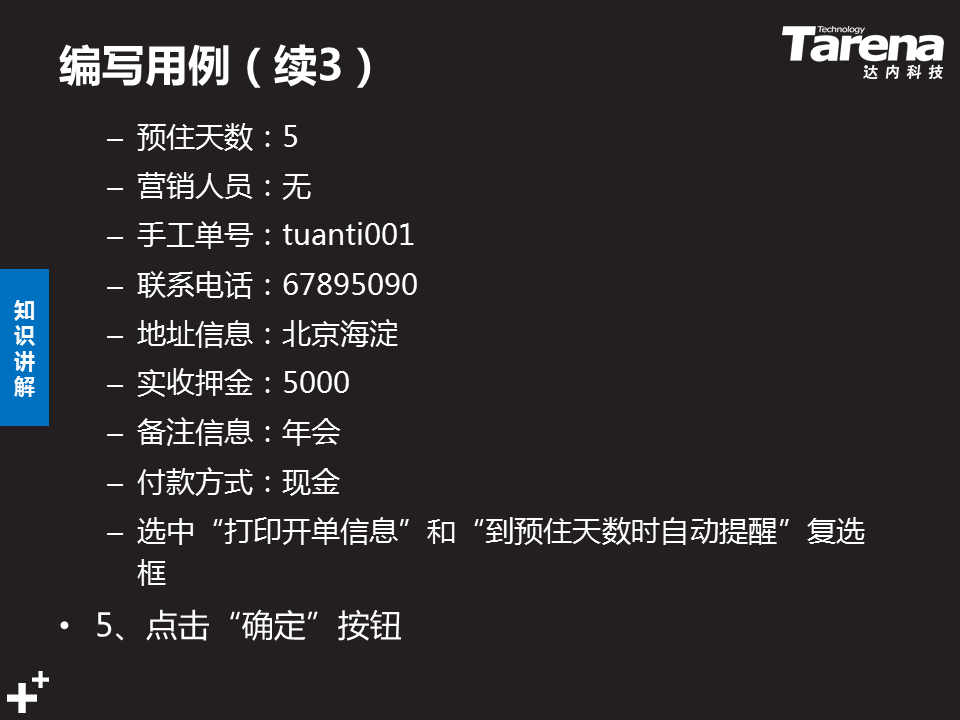 编写用例（续3）
Technology
Tarena
达内科技
– 预住天数：5
– 营销人员：无
– 手工单号：tuanti001
– 联系电话：67895090
– 地址信息：北京海淀
– 实收押金：5000
– 备注信息：年会
– 付款方式：现金
– 选中“打印开单信息”和“到预住天数时自动提醒”复选
框
• 5、点击“确定”按钮
知
识
讲
解